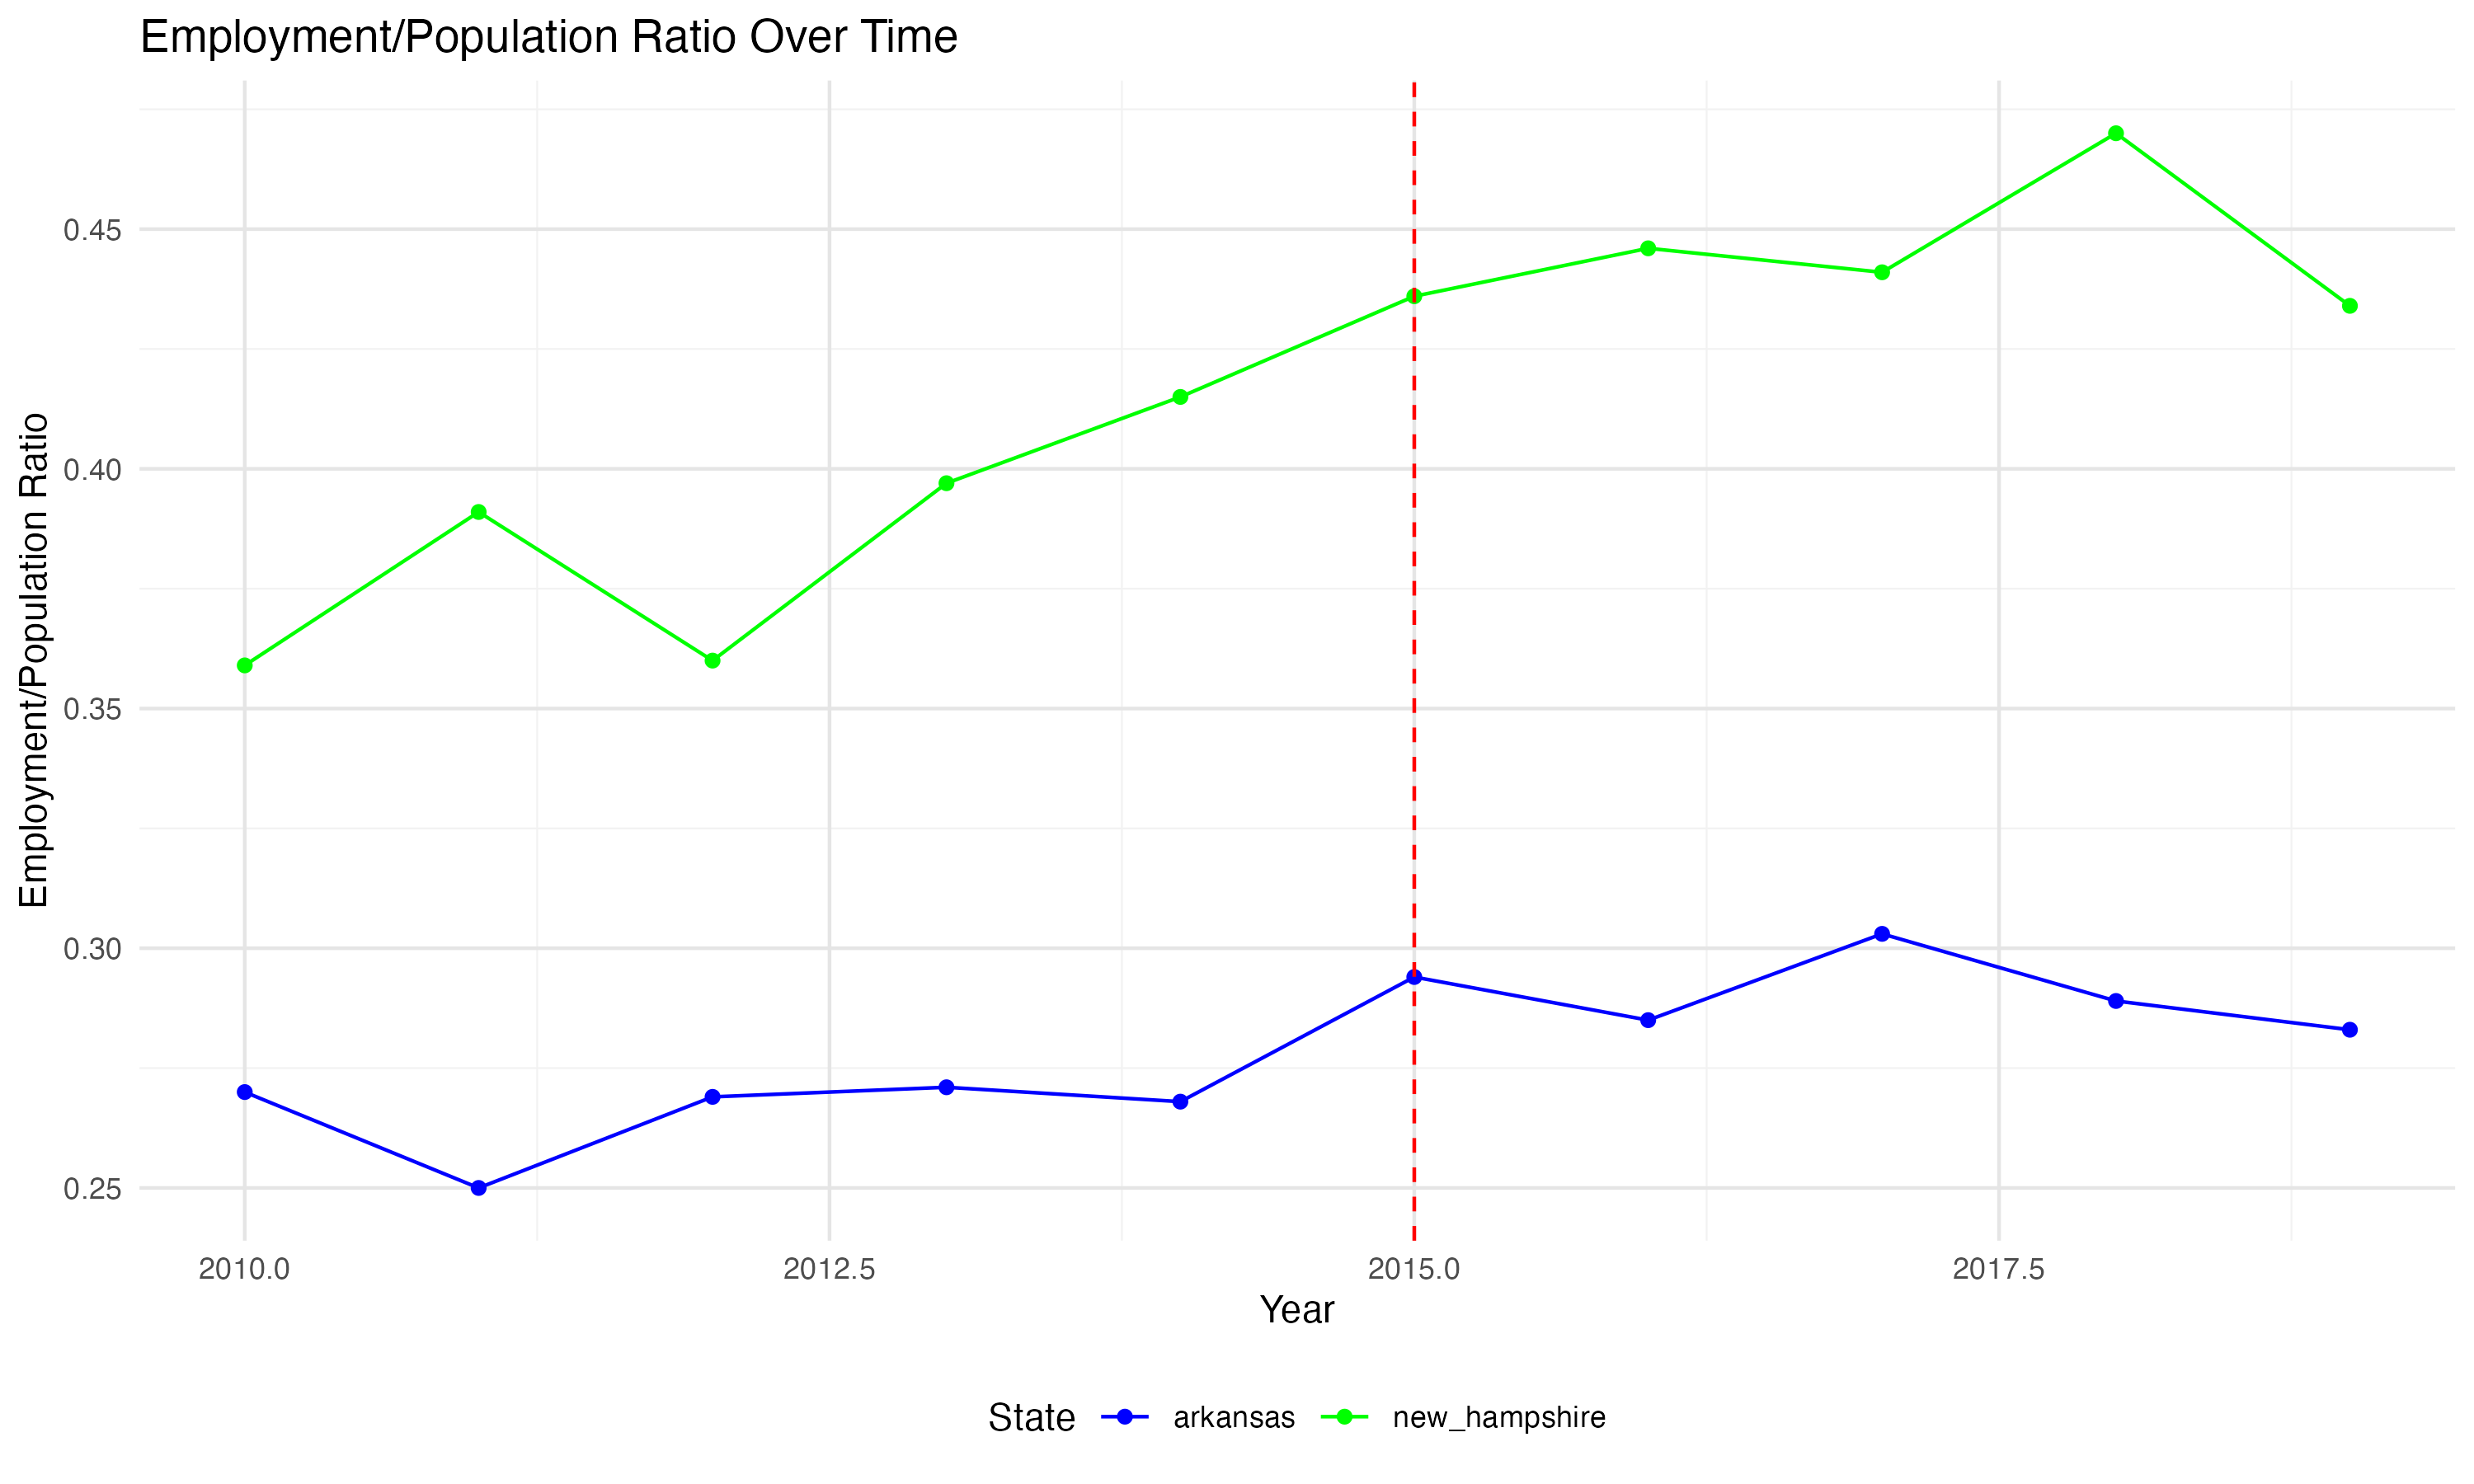 Employment/Population Ratio Over Time
Employment/Population Ratio
0.45
0.40
0.35
0.30
0.25
2010.0 2012.5 2015.0 2017.5
Year
State arkansas new_hampshire